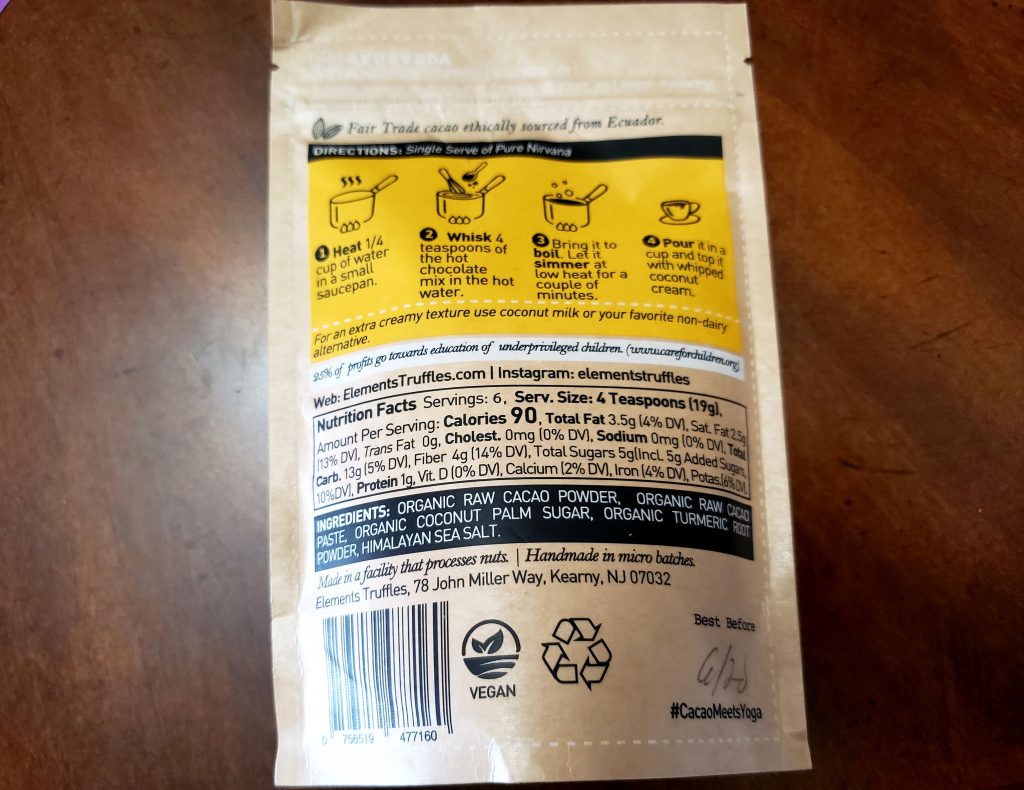 Fair Trade cacao ethically sourced from Ecuador.
DIRECTIONS: Single Serve of Pure Nirvana
1 Heat 1/4
cup of water
in a small
saucepan.
2 Whisk 4
teaspoons of
the hot
chocolate
mix in the hot
water.
3 Bring it to
boil. Let it
simmer at
low heat for a
couple of
minutes.
4 Pour it in a
cup and top it
with whipped
coconut
cream.
For an extra creamy texture use coconut milk or your favorite non-dairy
alternative.
25% of profits go towards education of underprivileged children. (www.careforchildren.org)
Web: ElementsTruffles.com | Instagram: elementstruffles
Nutrition Facts Servings: 6, Serv. Size: 4 Teaspoons (19g),
Amount Per Serving: Calories 90, Total Fat 3.5g (4% DV), Sat. Fat 2.5g
(13% DV), Trans Fat 0g, Cholest. 0mg (0% DV), Sodium 0mg (0% DV), Total
Carb. 13g (5% DV), Fiber 4g (14% DV), Total Sugars 5g(Incl. 5g Added Sugars,
10%DV), Protein 1g, Vit. D (0% DV), Calcium (2% DV), Iron (4% DV), Potas.(6% DV).
INGREDIENTS: ORGANIC RAW CACAO POWDER, ORGANIC RAW CACAO
PASTE, ORGANIC COCONUT PALM SUGAR, ORGANIC TURMERIC ROOT
POWDER, HIMALAYAN SEA SALT.
Made in a facility that processes nuts. | Handmade in micro batches.
Elements Truffles, 78 John Miller Way, Kearny, NJ 07032
VEGAN
Best Before
6/20
#CacaoMeetsYoga
0 756519 477160